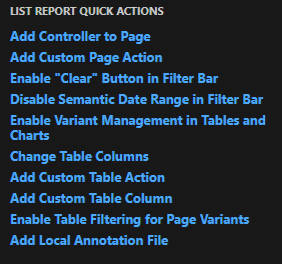 LIST REPORT QUICK ACTIONS
Add Controller to Page
Add Custom Page Action
Enable "Clear" Button in Filter Bar
Disable Semantic Date Range in Filter Bar
Enable Variant Management in Tables and
Charts
Change Table Columns
Add Custom Table Action
Add Custom Table Column
Enable Table Filtering for Page Variants
Add Local Annotation File